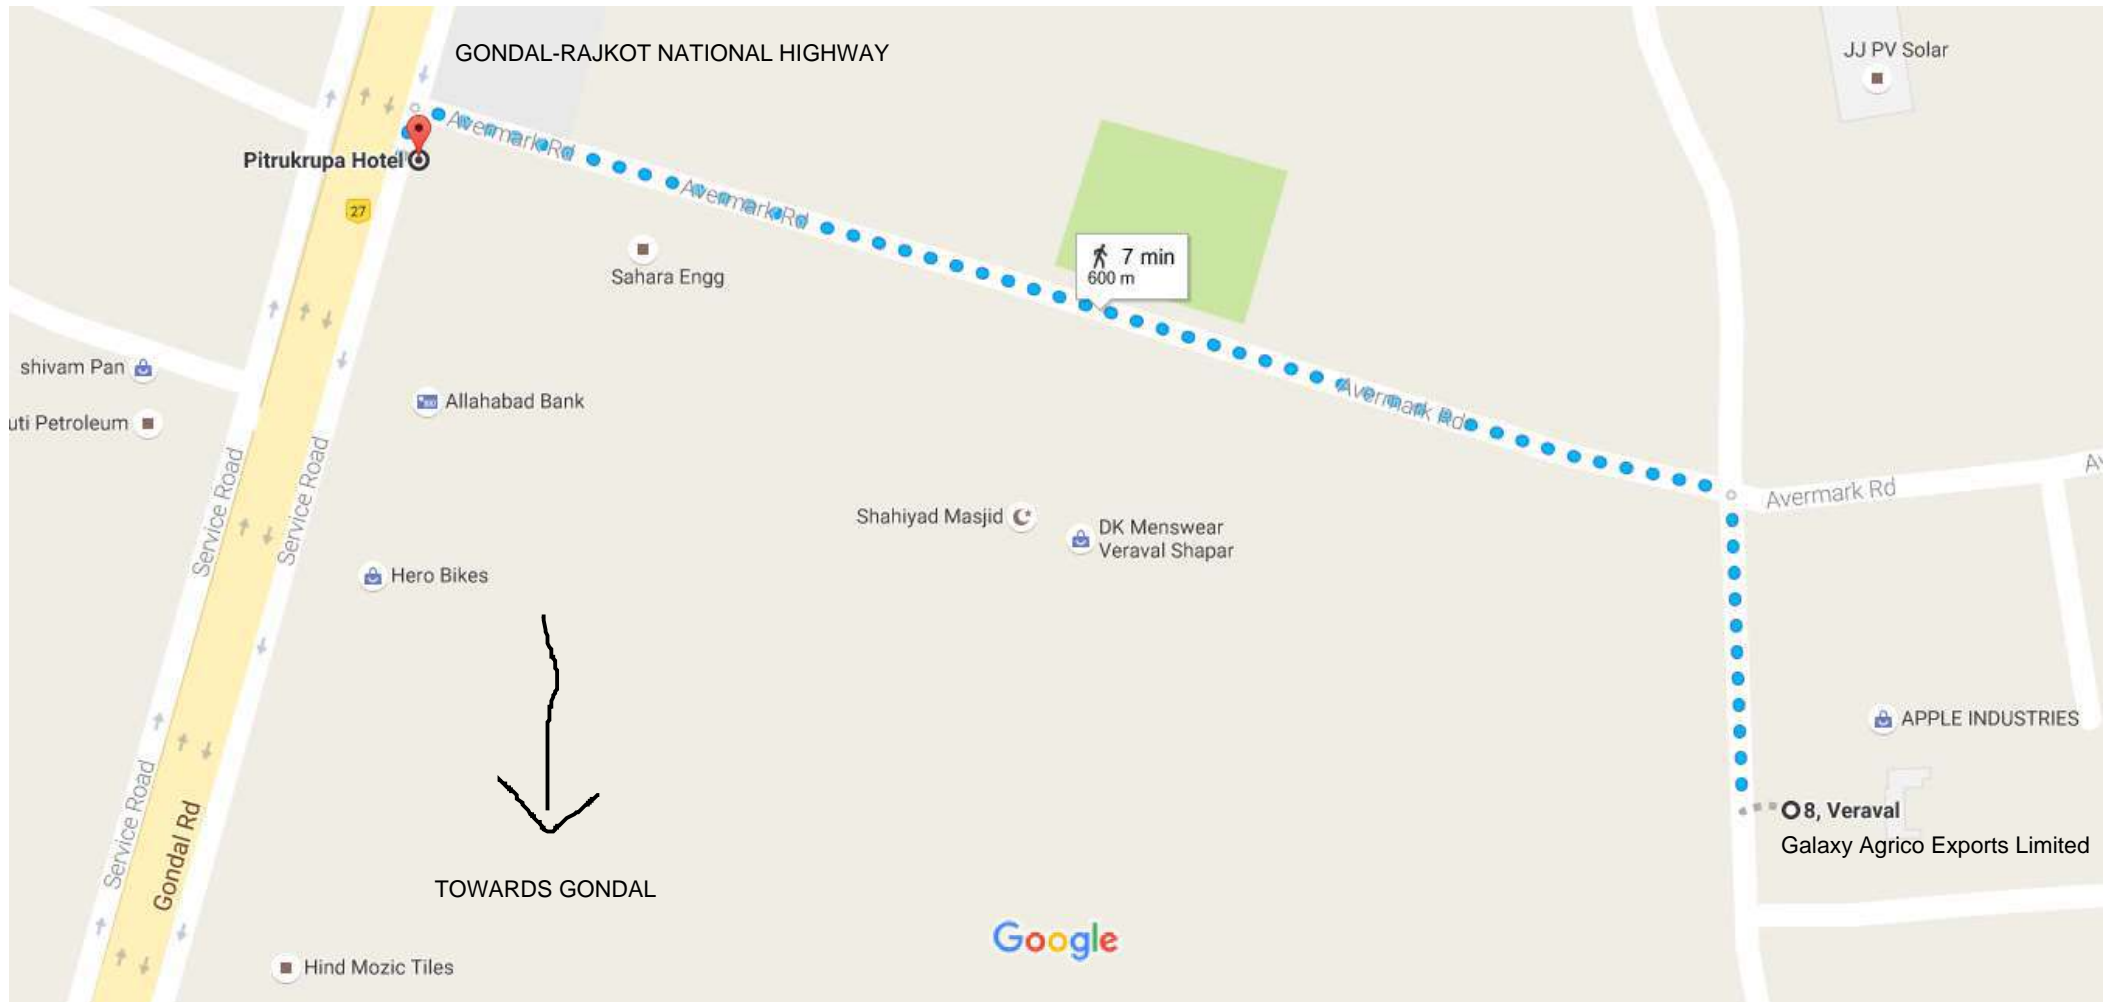 GONDAL-RAJKOT NATIONAL HIGHWAY
JJ PV Solar
Avermark Rd
Pitrukrupa Hotel
Avermark Rd
27
Sahara Engg
7 min
600 m
shivam Pan
Allahabad Bank
Avermark Rd
uti Petroleum
Av
Service Road
Service Road
Avermark Rd
Shahiyad Masjid
DK Menswear
Veraval Shapar
Hero Bikes
APPLE INDUSTRIES
Service Road
Gondal Rd
8, Veraval
Galaxy Agrico Exports Limited
TOWARDS GONDAL
Google
Hind Mozic Tiles